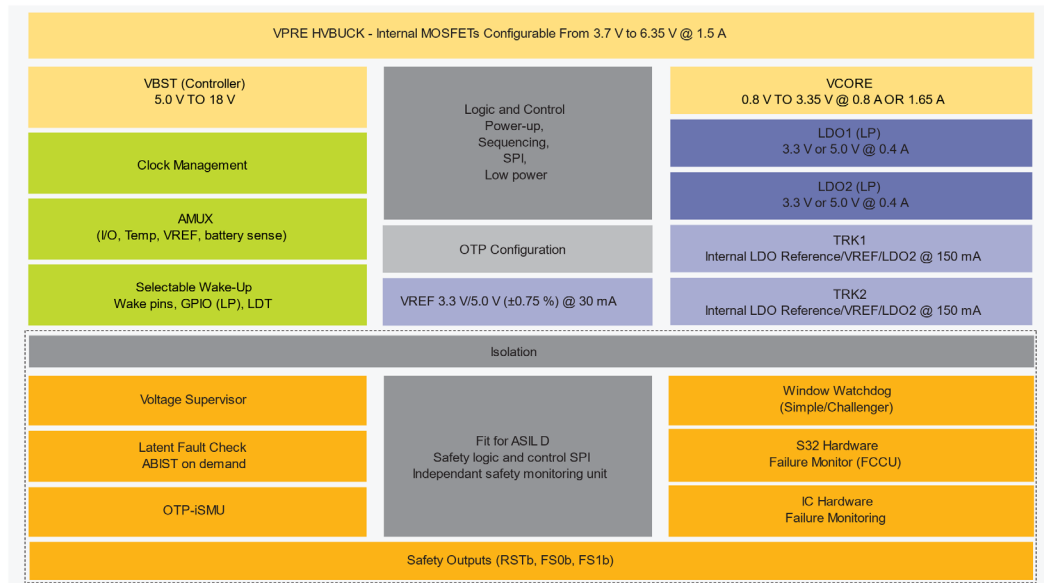 VPRE HVBUCK - Internal MOSFETs Configurable From 3.7 V to 6.35 V @ 1.5 A
VBST (Controller)
5.0 V TO 18 V
Clock Management
AMUX
(I/O, Temp, VREF, battery sense)
Selectable Wake-Up
Wake pins, GPIO (LP), LDT
Logic and Control
Power-up,
Sequencing,
SPI,
Low power
OTP Configuration
VREF 3.3 V/5.0 V (±0.75 %) @ 30 mA
VCORE
0.8 V TO 3.35 V @ 0.8 A OR 1.65 A
LDO1 (LP)
3.3 V or 5.0 V @ 0.4 A
LDO2 (LP)
3.3 V or 5.0 V @ 0.4 A
TRK1
Internal LDO Reference/VREF/LDO2 @ 150 mA
TRK2
Internal LDO Reference/VREF/LDO2 @ 150 mA
Isolation
Voltage Supervisor
Latent Fault Check
ABIST on demand
OTP-iSMU
Fit for ASIL D
Safety logic and control SPI
Independant safety monitoring unit
Window Watchdog
(Simple/Challenger)
S32 Hardware
Failure Monitor (FCCU)
IC Hardware
Failure Monitoring
Safety Outputs (RSTb, FS0b, FS1b)